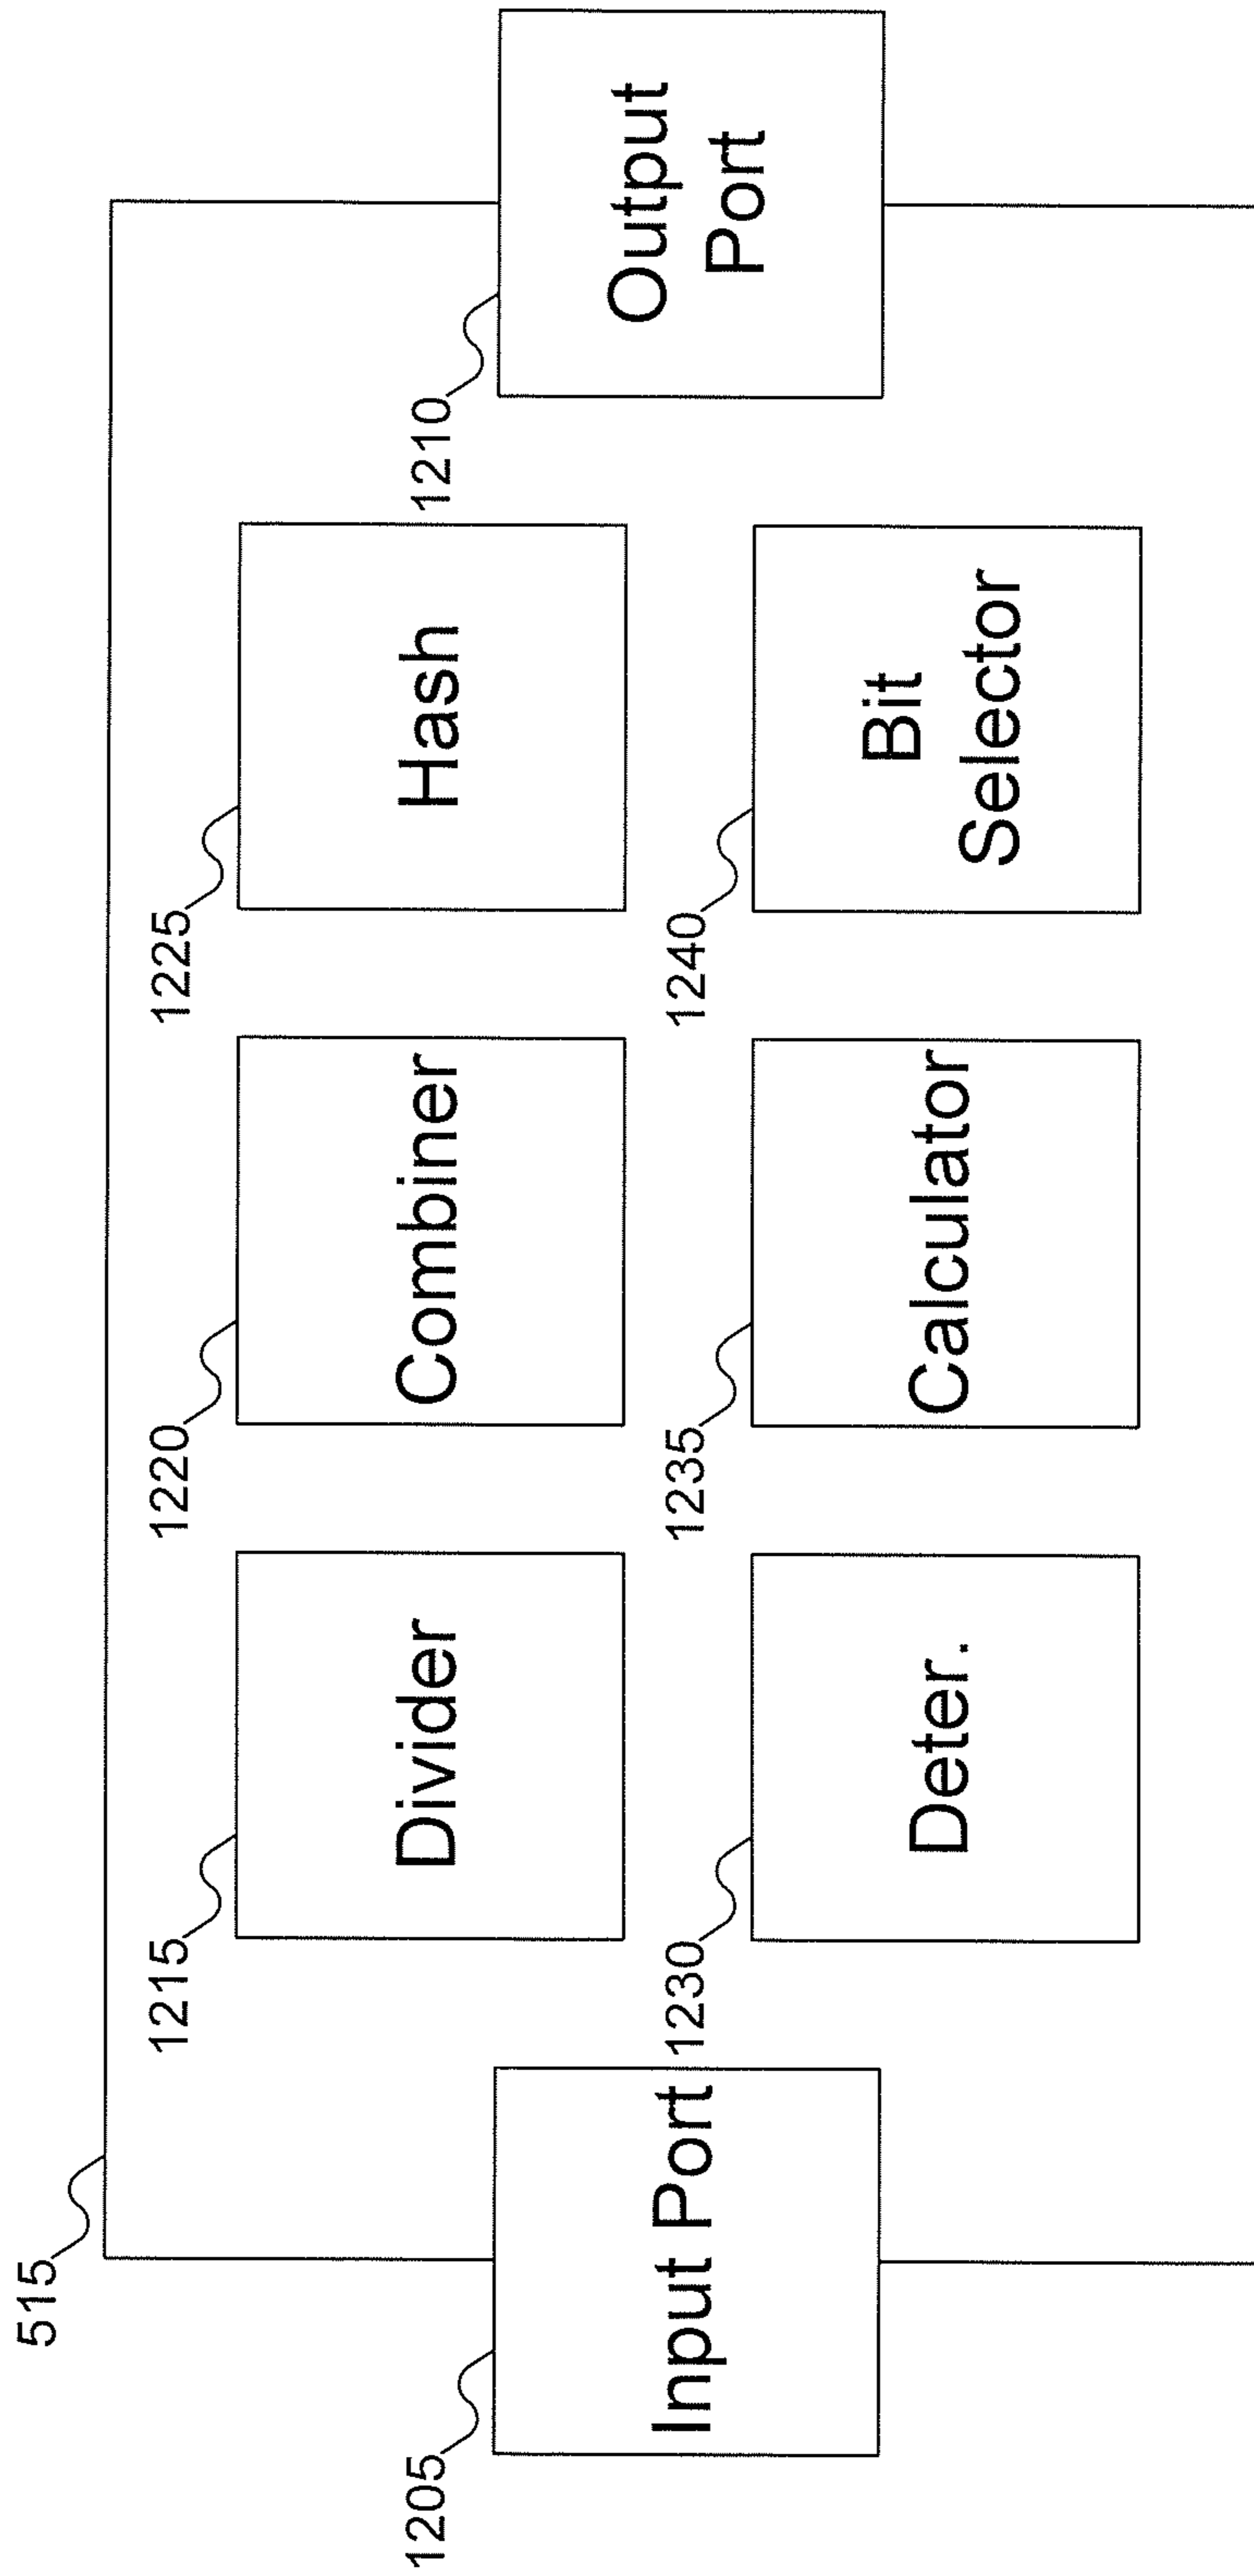 515
1205
Input Port
1215
Divider
1220
Combiner
1225
Hash
1210
Output
Port
1230
Deter.
1235
Calculator
1240
Bit
Selector